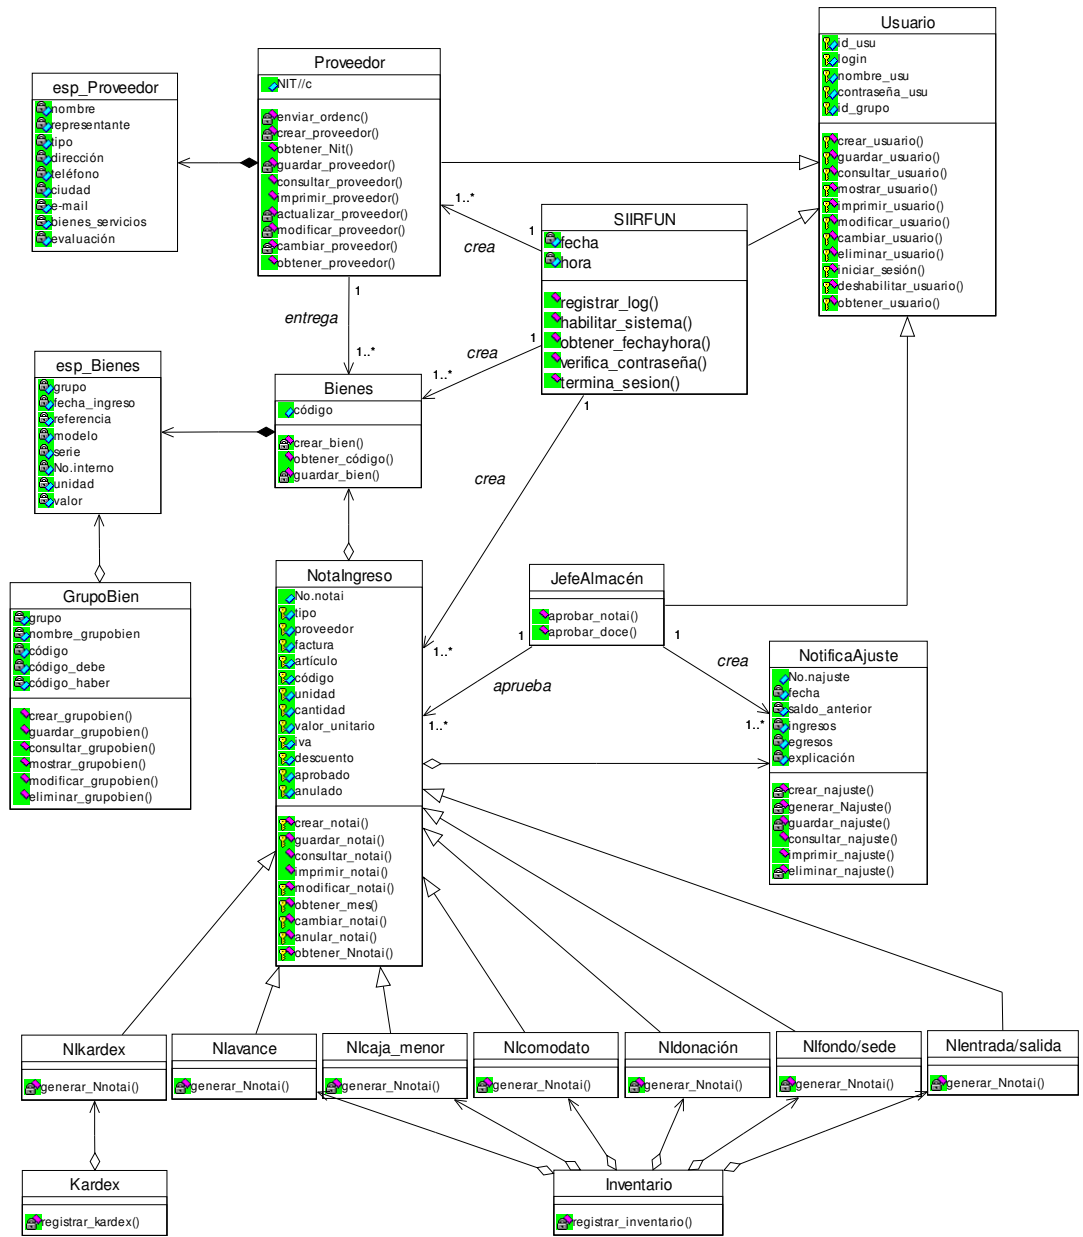 Usuario
id_usu
login
nombre_usu
contraseña_usu
id_grupo
crear_usuario()
guardar_usuario()
consultar_usuario()
mostrar_usuario()
imprimir_usuario()
modificar_usuario()
cambiar_usuario()
eliminar_usuario()
iniciar_sesión()
deshabilitar_usuario()
obtener_usuario()
Proveedor
NIT//c
enviar_ordenc()
crear_proveedor()
obtener_Nit()
guardar_proveedor()
consultar_proveedor()
imprimir_proveedor()
actualizar_proveedor()
modificar_proveedor()
cambiar_proveedor()
obtener_proveedor()
esp_Proveedor
nombre
representante
tipo
dirección
teléfono
ciudad
e-mail
bienes_servicios
evaluación
SIIRFUN
fecha
hora
registrar_log()
habilitar_sistema()
obtener_fechayhora()
verifica_contraseña()
termina_sesion()
1..*
1
crea
1
entrega
1..*
1
crea
1..*
1
crea
1..*
esp_Bienes
grupo
fecha_ingreso
referencia
modelo
serie
No.interno
unidad
valor
Bienes
código
crear_bien()
obtener_código()
guardar_bien()
GrupoBien
grupo
nombre_grupobien
código
código_debe
código_haber
crear_grupobien()
guardar_grupobien()
consultar_grupobien()
mostrar_grupobien()
modificar_grupobien()
eliminar_grupobien()
NotaIngreso
No.notai
tipo
proveedor
factura
artículo
código
unidad
cantidad
valor_unitario
iva
descuento
aprobado
anulado
crear_notai()
guardar_notai()
consultar_notai()
imprimir_notai()
modificar_notai()
obtener_mes()
cambiar_notai()
anular_notai()
obtener_Nnotai()
JefeAlmacén
aprobar_notai()
aprobar_doce()
1
aprueba
1..*
1
crea
1..*
NotificaAjuste
No.najuste
fecha
saldo_anterior
ingresos
egresos
explicación
crear_najuste()
generar_Najuste()
guardar_najuste()
consultar_najuste()
imprimir_najuste()
eliminar_najuste()
NIkardex
generar_Nnotai()
NIavance
generar_Nnotai()
NIcaja_menor
generar_Nnotai()
NIcomodato
generar_Nnotai()
NIdonación
generar_Nnotai()
NIfondo/sede
generar_Nnotai()
NIentrada/salida
generar_Nnotai()
Kardex
registrar_kardex()
Inventario
registrar_inventario()